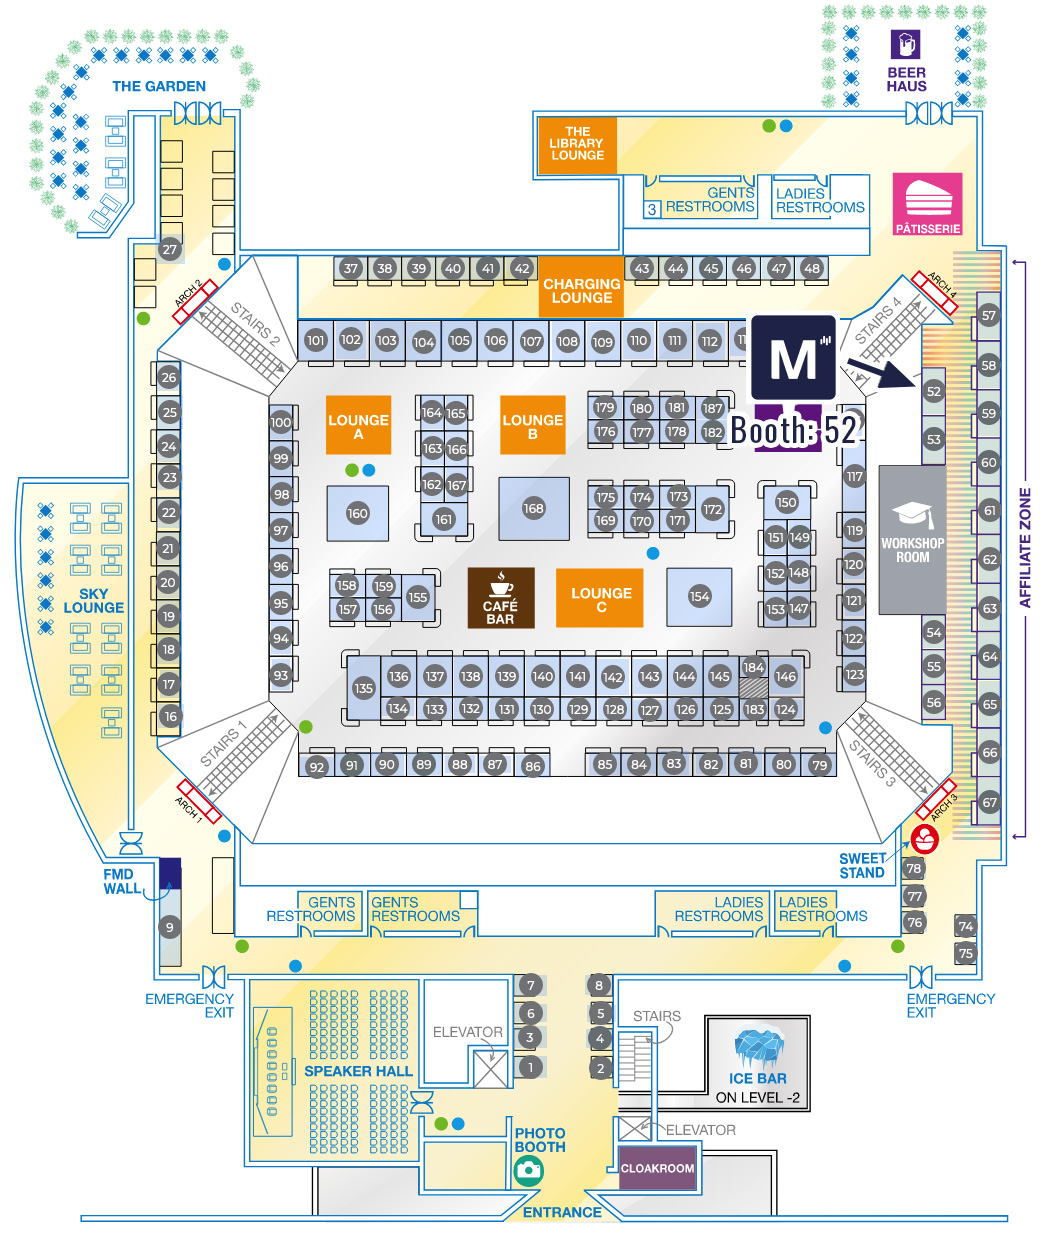 THE GARDEN
BEER
HAUS
THE
LIBRARY
LOUNGE
GENTS
RESTROOMS
3
LADIES
RESTROOMS
PÂTISSERIE
27
ARCH 2
STAIRS 2
37 38 39 40 41 42
CHARGING
LOUNGE
43 44 45 46 47 48
ARCH 4
STAIRS 4
101 102 103 104 105 106 107 108 109 110 111 112
M
Booth: 52
57
58
59
60
61
62
63
64
65
66
67
AFFILIATE ZONE
52
53
WORKSHOP
ROOM
54
55
56
26
25
24
23
22
21
20
19
18
17
16
100
99
98
97
96
95
94
93
LOUNGE
A
164 165
163 166
162 167
161
LOUNGE
B
179 180 181 187
176 177 178 182
160
168
175 174 173 172
169 170 171
150
151 149
152 148
153 147
117
119
120
121
122
123
SKY
LOUNGE
158 159 155
157 156
CAFÉ
BAR
LOUNGE
C
154
135
136 137 138 139 140 141 142 143 144 145 184 146
134 133 132 131 130 129 128 127 126 125 183 124
92 91 90 89 88 87 86
85 84 83 82 81 80 79
STAIRS 1
ARCH 1
STAIRS 3
ARCH 3
SWEET
STAND
78
77
76
74
75
FMD
WALL
9
GENTS
RESTROOMS
GENTS
RESTROOMS
LADIES
RESTROOMS
LADIES
RESTROOMS
EMERGENCY
EXIT
EMERGENCY
EXIT
7 8
6 5
3 4
1 2
ELEVATOR
STAIRS
SPEAKER HALL
ICE BAR
ON LEVEL -2
ELEVATOR
PHOTO
BOOTH
CLOAKROOM
ENTRANCE